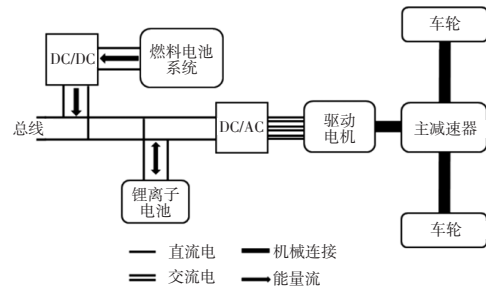 车轮
燃料电池
系统
DC/DC
总线
DC/AC
驱动
电机
主减速器
锂离子
电池
车轮
直流电
机械连接
交流电
能量流